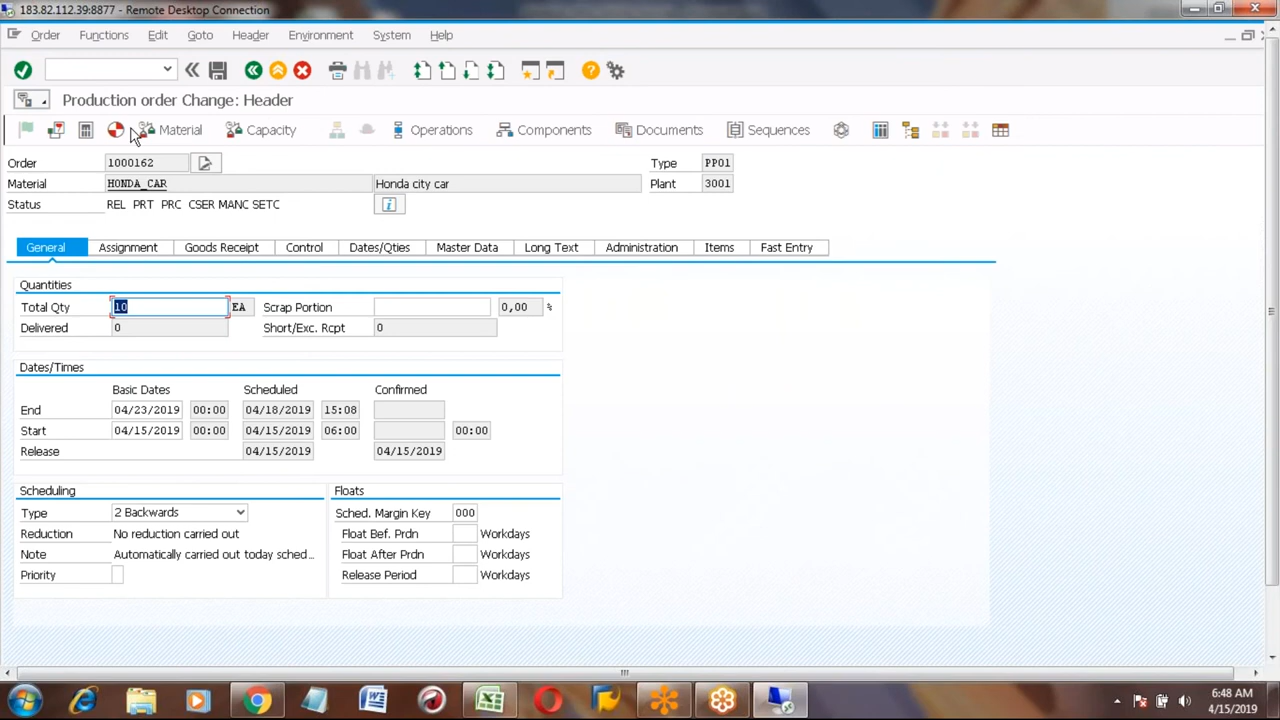 183.82.112.39:8877 - Remote Desktop Connection
Order Functions Edit Goto Header Environment System Help
Production order Change: Header
Material Capacity Operations Components Documents Sequences
Order 1000162 Type PP01
Material HONDA_CAR Honda city car Plant 3001
Status REL PRT PRC CSER MANC SETC
General Assignment Goods Receipt Control Dates/Qties Master Data Long Text Administration Items Fast Entry
Quantities
Total Qty 10 EA Scrap Portion 0,00 %
Delivered 0 Short/Exc. Rcpt 0
Dates/Times
Basic Dates Scheduled Confirmed
End 04/23/2019 00:00 04/18/2019 15:08
Start 04/15/2019 00:00 04/15/2019 06:00 00:00
Release 04/15/2019 04/15/2019
Scheduling Floats
Type 2 Backwards Sched. Margin Key 000
Reduction No reduction carried out Float Bef. Prdn Workdays
Note Automatically carried out today sched... Float After Prdn Workdays
Priority Release Period Workdays
6:48 AM
4/15/2019